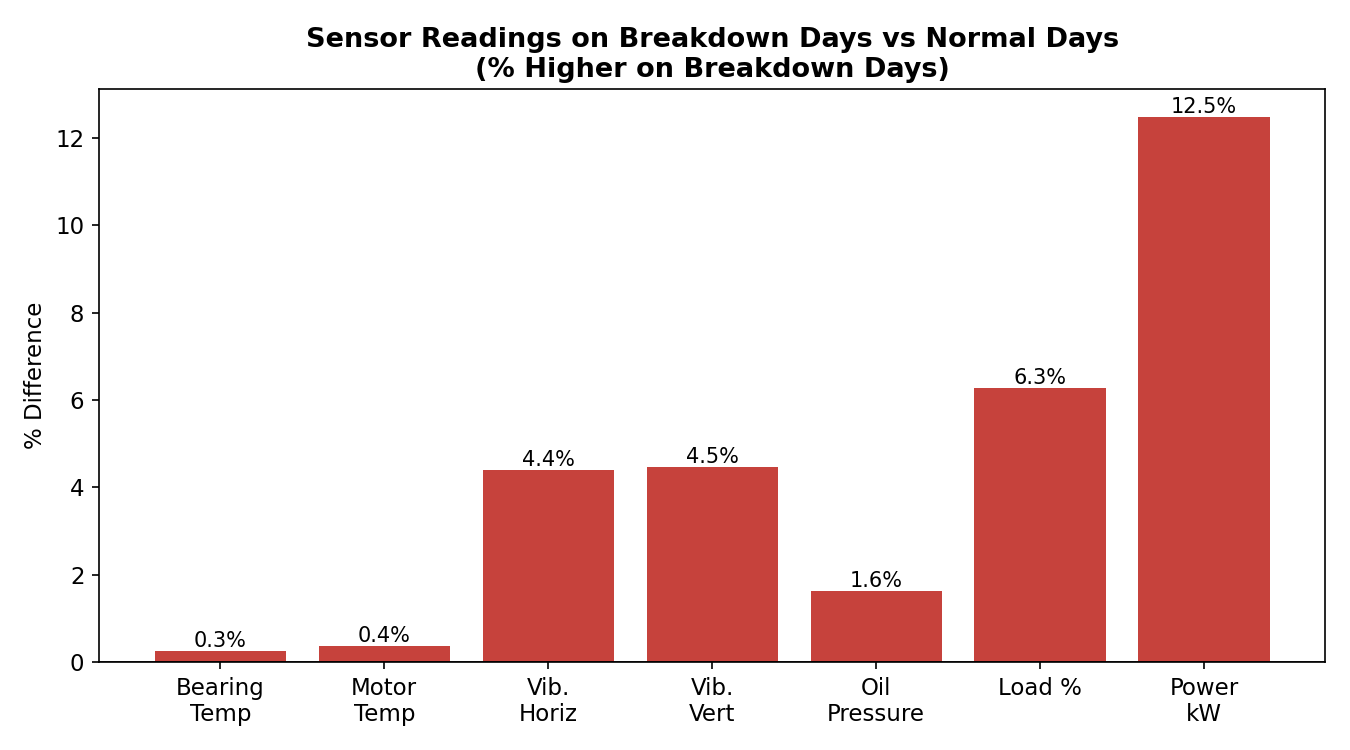 Sensor Readings on Breakdown Days vs Normal Days
(% Higher on Breakdown Days)
% Difference
12
10
8
6
4
2
0
0.3%
0.4%
4.4%
4.5%
1.6%
6.3%
12.5%
Bearing
Temp
Motor
Temp
Vib.
Horiz
Vib.
Vert
Oil
Pressure
Load %
Power
kW